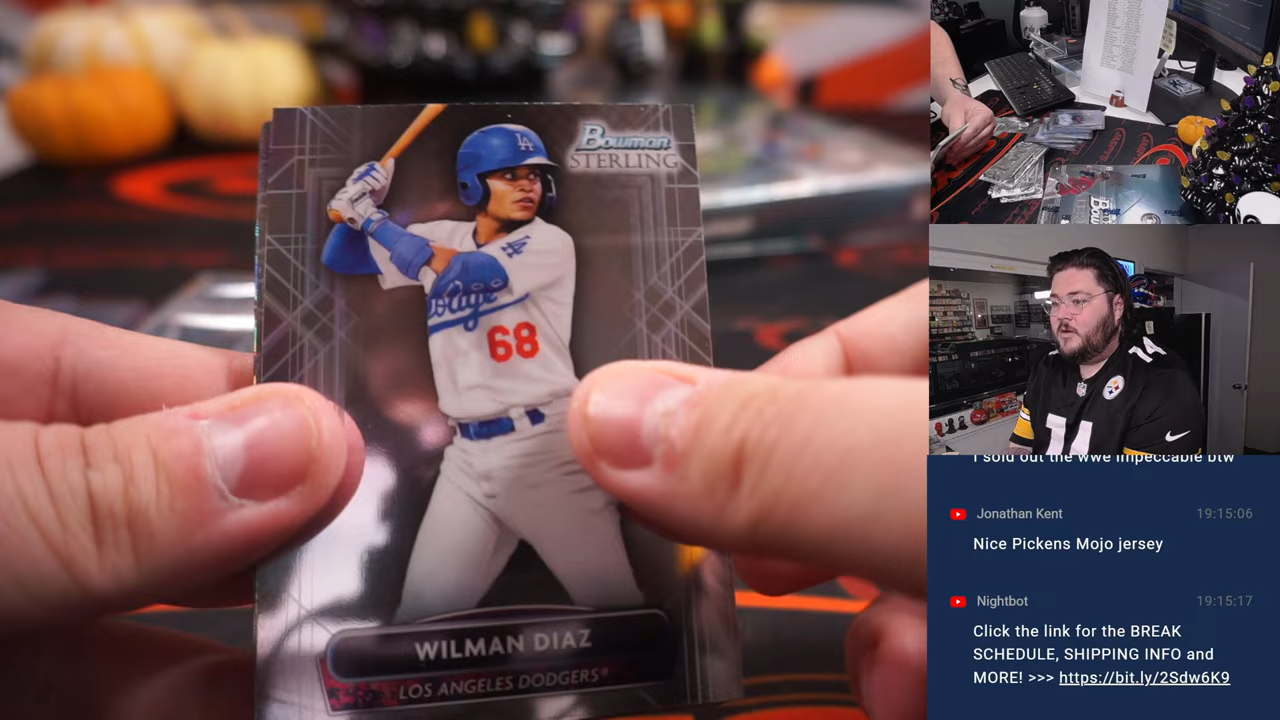 Bowman
STERLING
LA
Dodge
68
WILMAN DIAZ
LOS ANGELES DODGERS®
14
14
I sold out the wwe impeccable btw
Jonathan Kent
19:15:06
Nice Pickens Mojo jersey
Nightbot
19:15:17
Click the link for the BREAK
SCHEDULE, SHIPPING INFO and
MORE! >>> https://bit.ly/2Sdw6K9